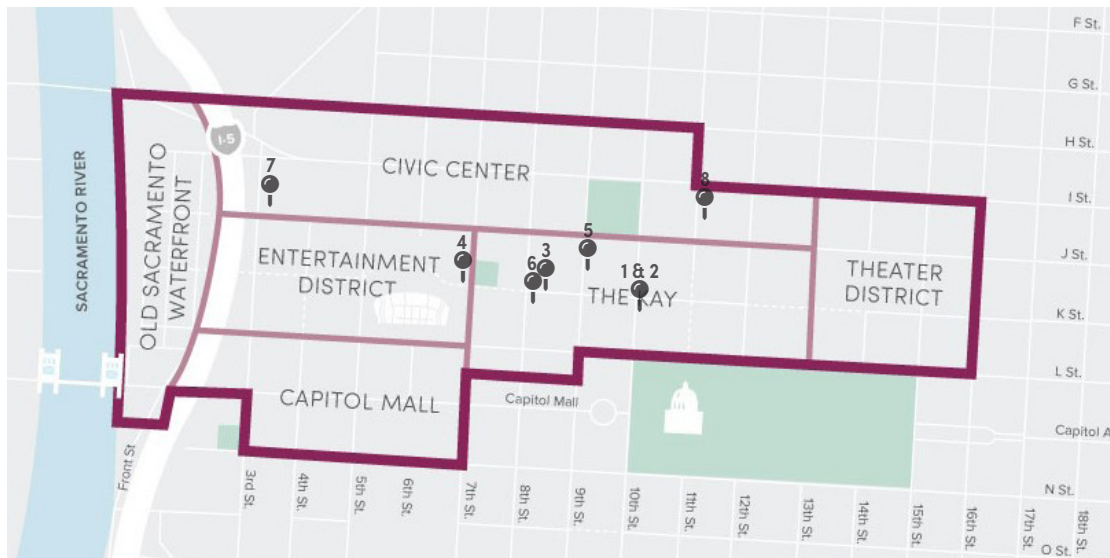 F St.
G St.
H St.
I St.
J St.
K St.
L St.
Capitol A
N St.
O St.
I-5
CIVIC CENTER
SACRAMENTO RIVER
OLD SACRAMENTO
WATERFRONT
ENTERTAINMENT
DISTRICT
THE KAY
THEATER
DISTRICT
CAPITOL MALL
Capitol Mall
7
8
4
5
3
6
1 & 2
Front St
3rd St.
4th St.
5th St.
6th St.
7th St.
8th St.
9th St.
10th St.
11th St.
12th St.
13th St.
15th St.
16th St.
17th St.
18th St.